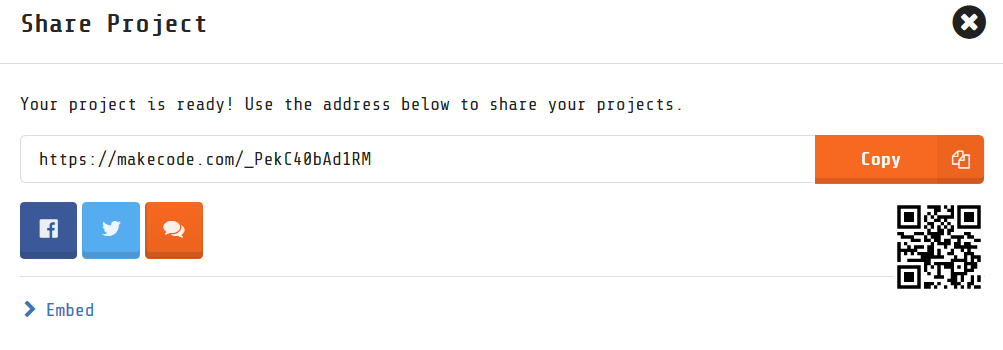 Share Project
Your project is ready! Use the address below to share your projects.
https://makecode.com/_PekC40bAd1RM
Copy
Embed